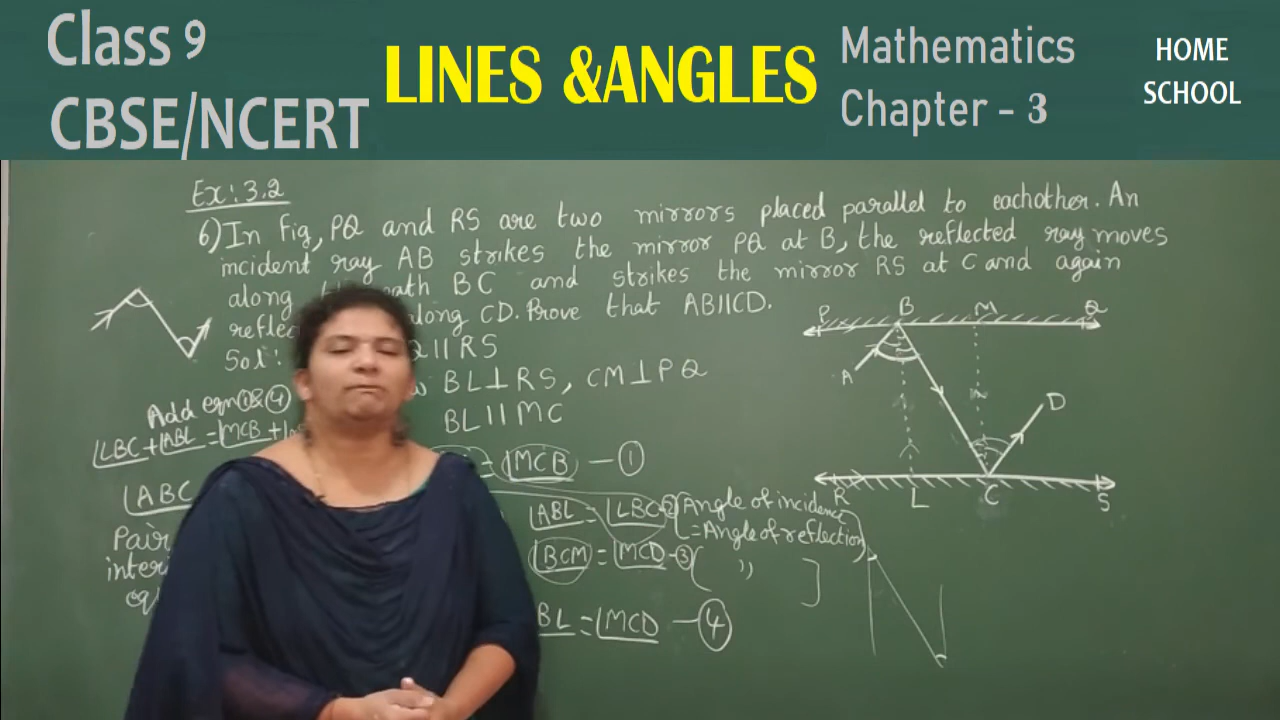 Class 9
CBSE/NCERT
LINES &ANGLES
Mathematics
Chapter - 3
HOME
SCHOOL
Ex: 3.2
6) In Fig, PQ and RS are two mirrors placed parallel to eachother. An
incident ray AB strikes the mirror PQ at B, the reflected ray moves
along BC and strikes the mirror RS at C and again
along CD. Prove that AB||CD.
Sol:
||RS
BL⊥RS, CM⊥PQ
BL||MC
= ∠MCB — ①
∠ABL = ∠LBC - ② [Angle of incidence
= Angle of reflection]
∠BCM = ∠MCD - ③ [ " ]
= ∠MCD — ④
Add eqn ① & ④
∠LBC + ∠ABL = ∠MCB +
∠ABC
Pair
P B M Q
A
D
R L C S